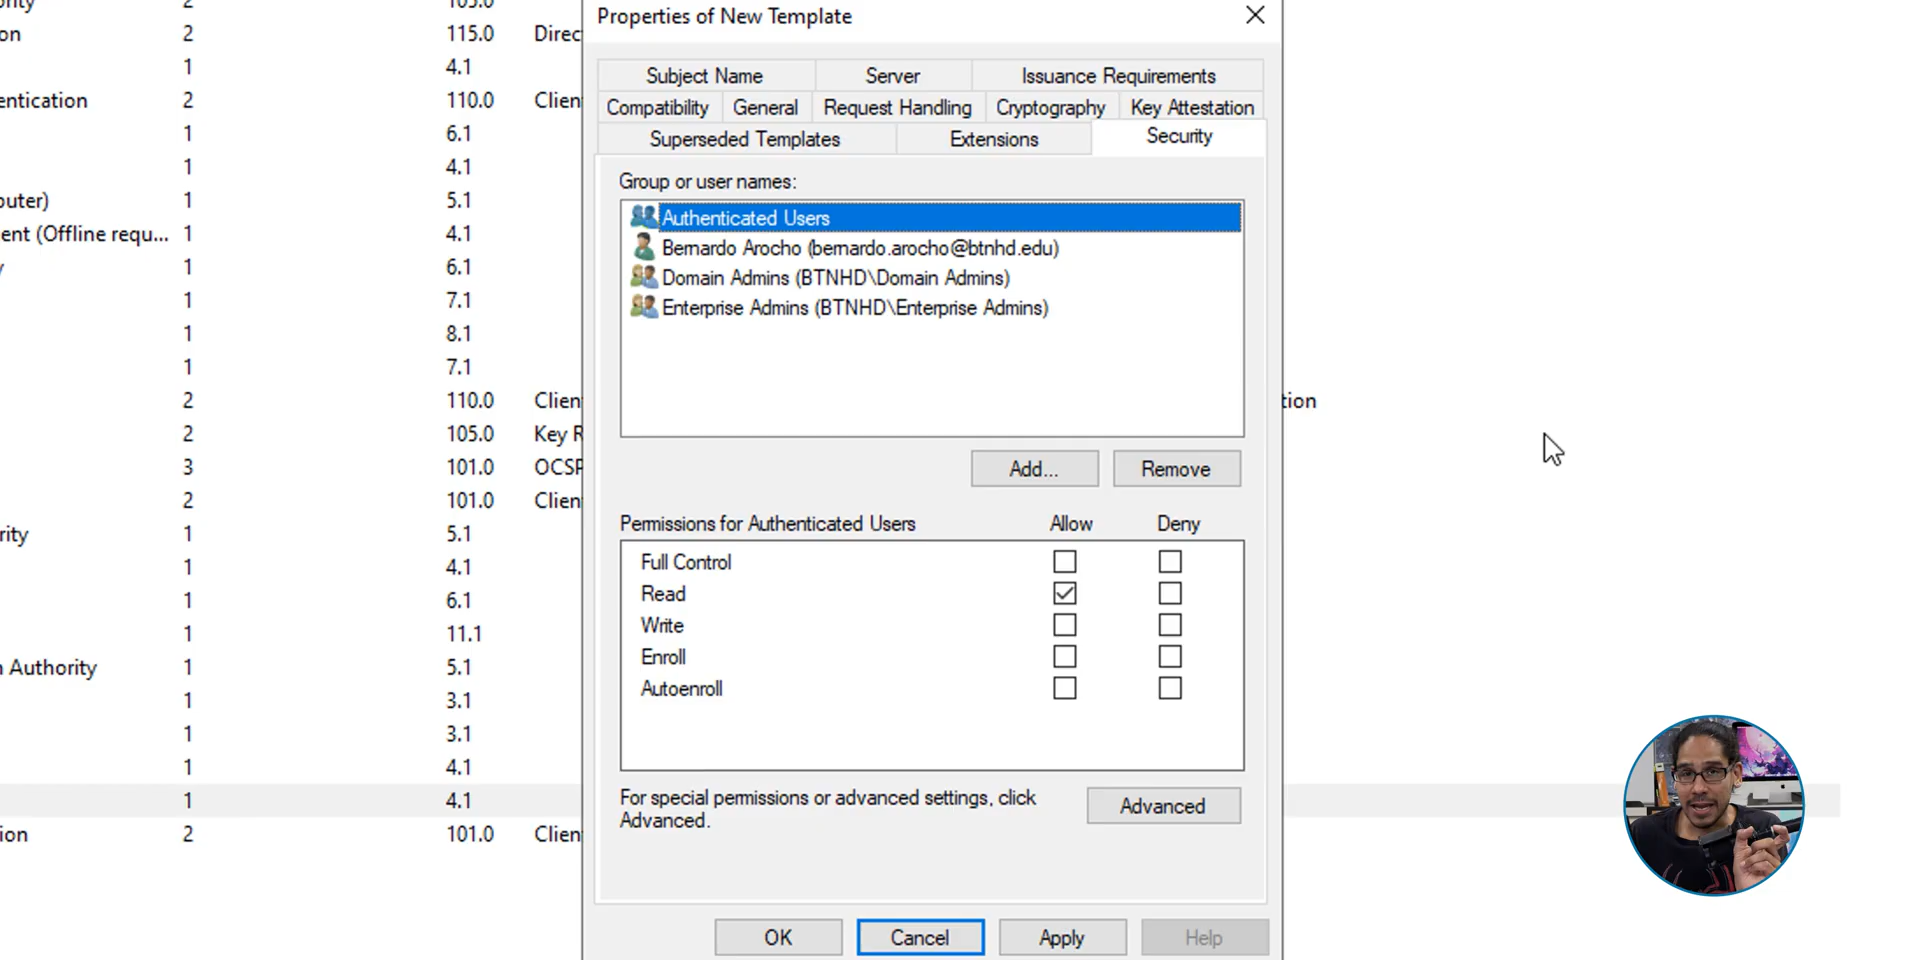 Properties of New Template
Subject Name Server Issuance Requirements
Compatibility General Request Handling Cryptography Key Attestation
Superseded Templates Extensions Security
Group or user names:
Authenticated Users
Bernardo Arocho (bernardo.arocho@btnhd.edu)
Domain Admins (BTNHD\Domain Admins)
Enterprise Admins (BTNHD\Enterprise Admins)
Add... Remove
Permissions for Authenticated Users Allow Deny
Full Control
Read
Write
Enroll
Autoenroll
For special permissions or advanced settings, click
Advanced.
Advanced
OK Cancel Apply Help
2 105.0
on 2 115.0 Direc
1 4.1
entication 2 110.0 Clien
1 6.1
1 4.1
outer) 1 5.1
ent (Offline requ... 1 4.1
1 6.1
1 7.1
1 8.1
1 7.1
2 110.0 Clien tion
2 105.0 Key R
3 101.0 OCSP
2 101.0 Clien
rity 1 5.1
1 4.1
1 6.1
1 11.1
n Authority 1 5.1
1 3.1
1 3.1
1 4.1
1 4.1
ion 2 101.0 Clien